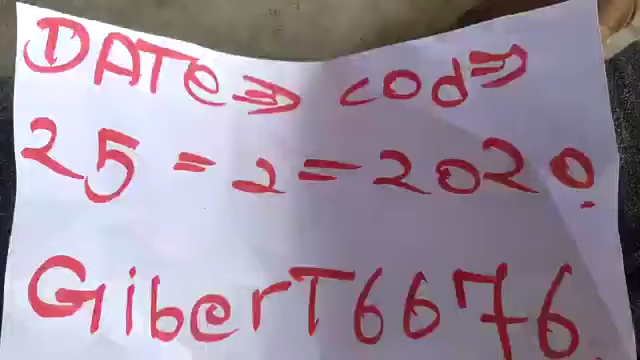 DATe => cod =>
25 = 2 = 2020.
GiberT6676